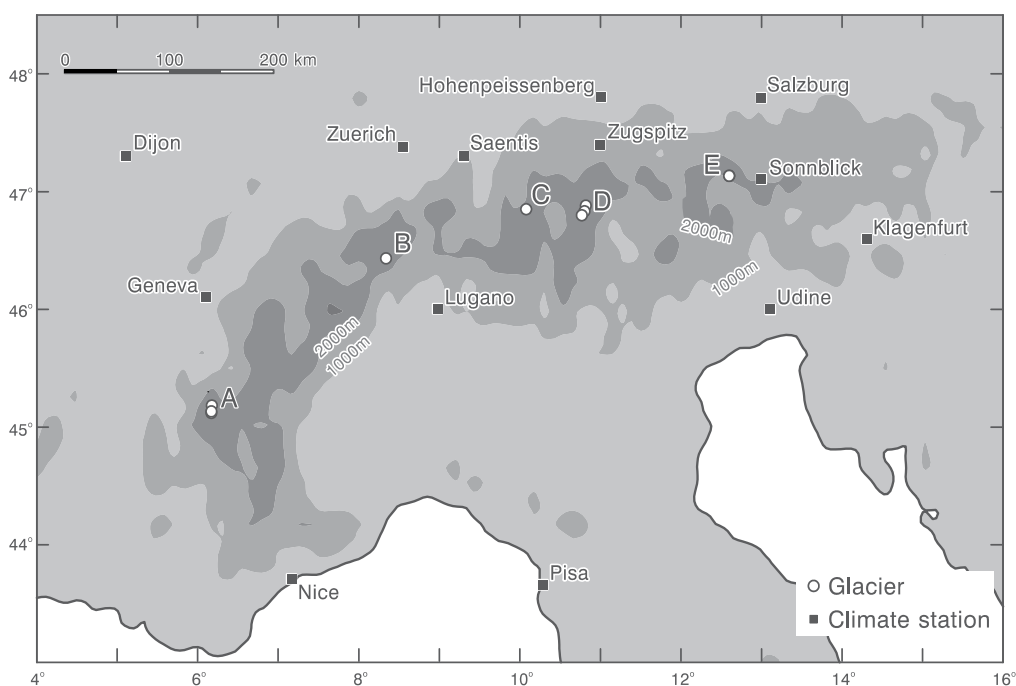 0 100 200 km
48°
Hohenpeissenberg
Salzburg
Dijon
Zuerich
Saentis
Zugspitz
E
Sonnblick
47°
C
D
2000m
Klagenfurt
B
1000m
Geneva
Lugano
Udine
46°
2000m
1000m
A
45°
44°
Nice
Pisa
Glacier
Climate station
4° 6° 8° 10° 12° 14° 16°